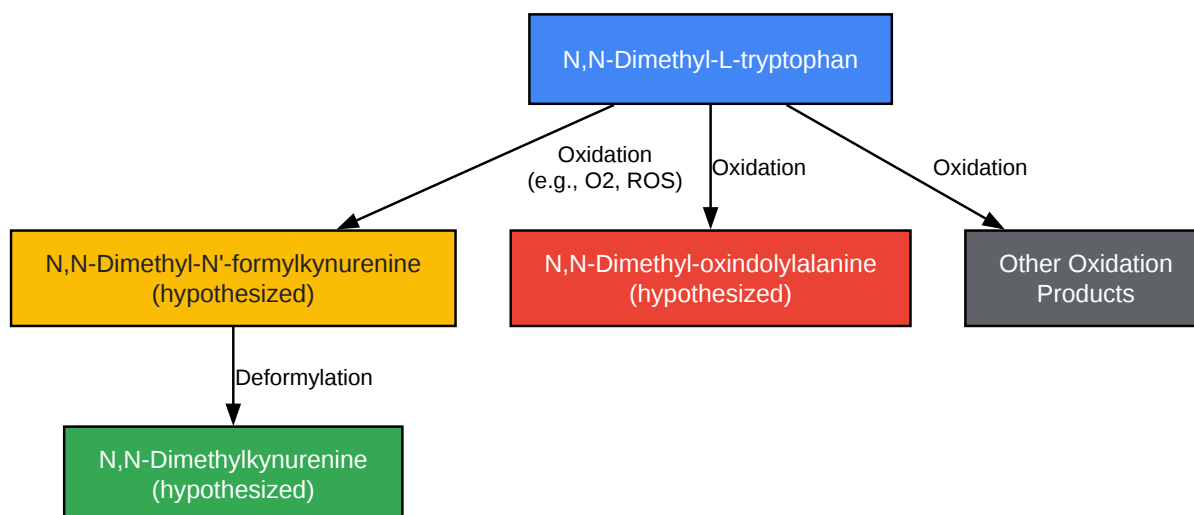 N,N-Dimethyl-L-tryptophan
Oxidation
(e.g., O2, ROS)
Oxidation
Oxidation
N,N-Dimethyl-N'-formylkynurenine
(hypothesized)
N,N-Dimethyl-oxindolylalanine
(hypothesized)
Other Oxidation
Products
Deformylation
N,N-Dimethylkynurenine
(hypothesized)